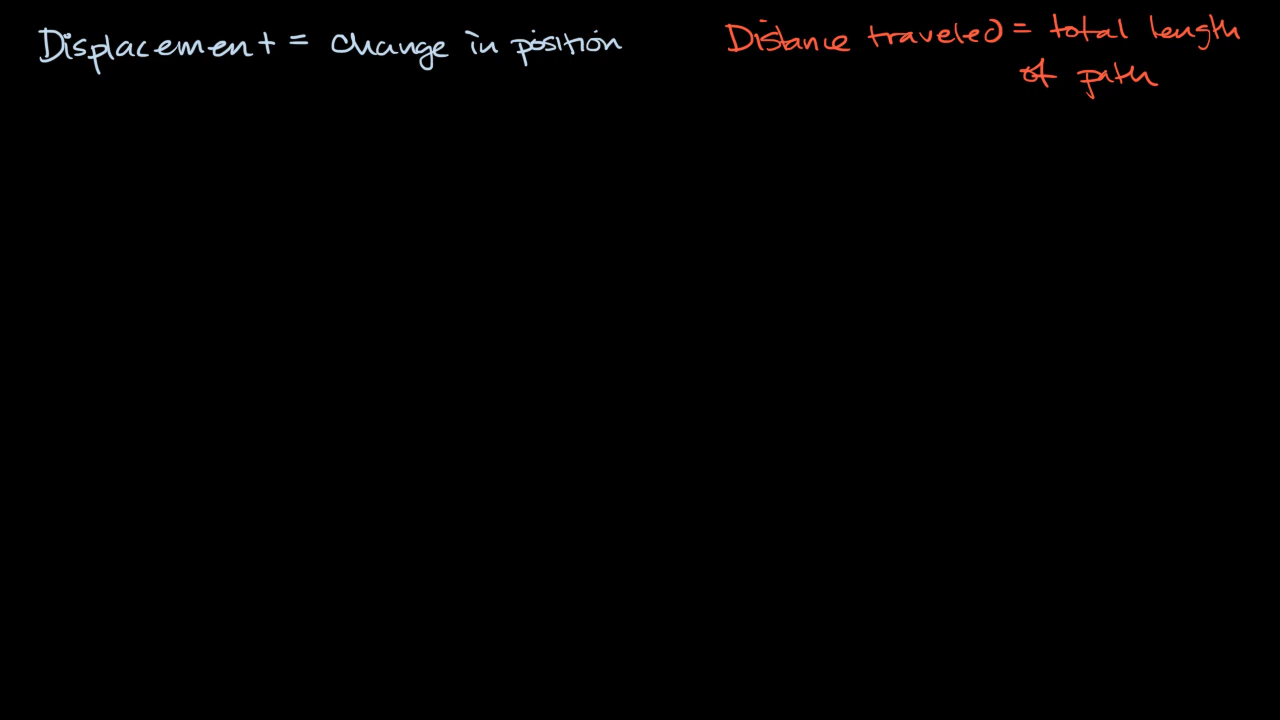 Displacement = change in position
Distance traveled = total length
of path